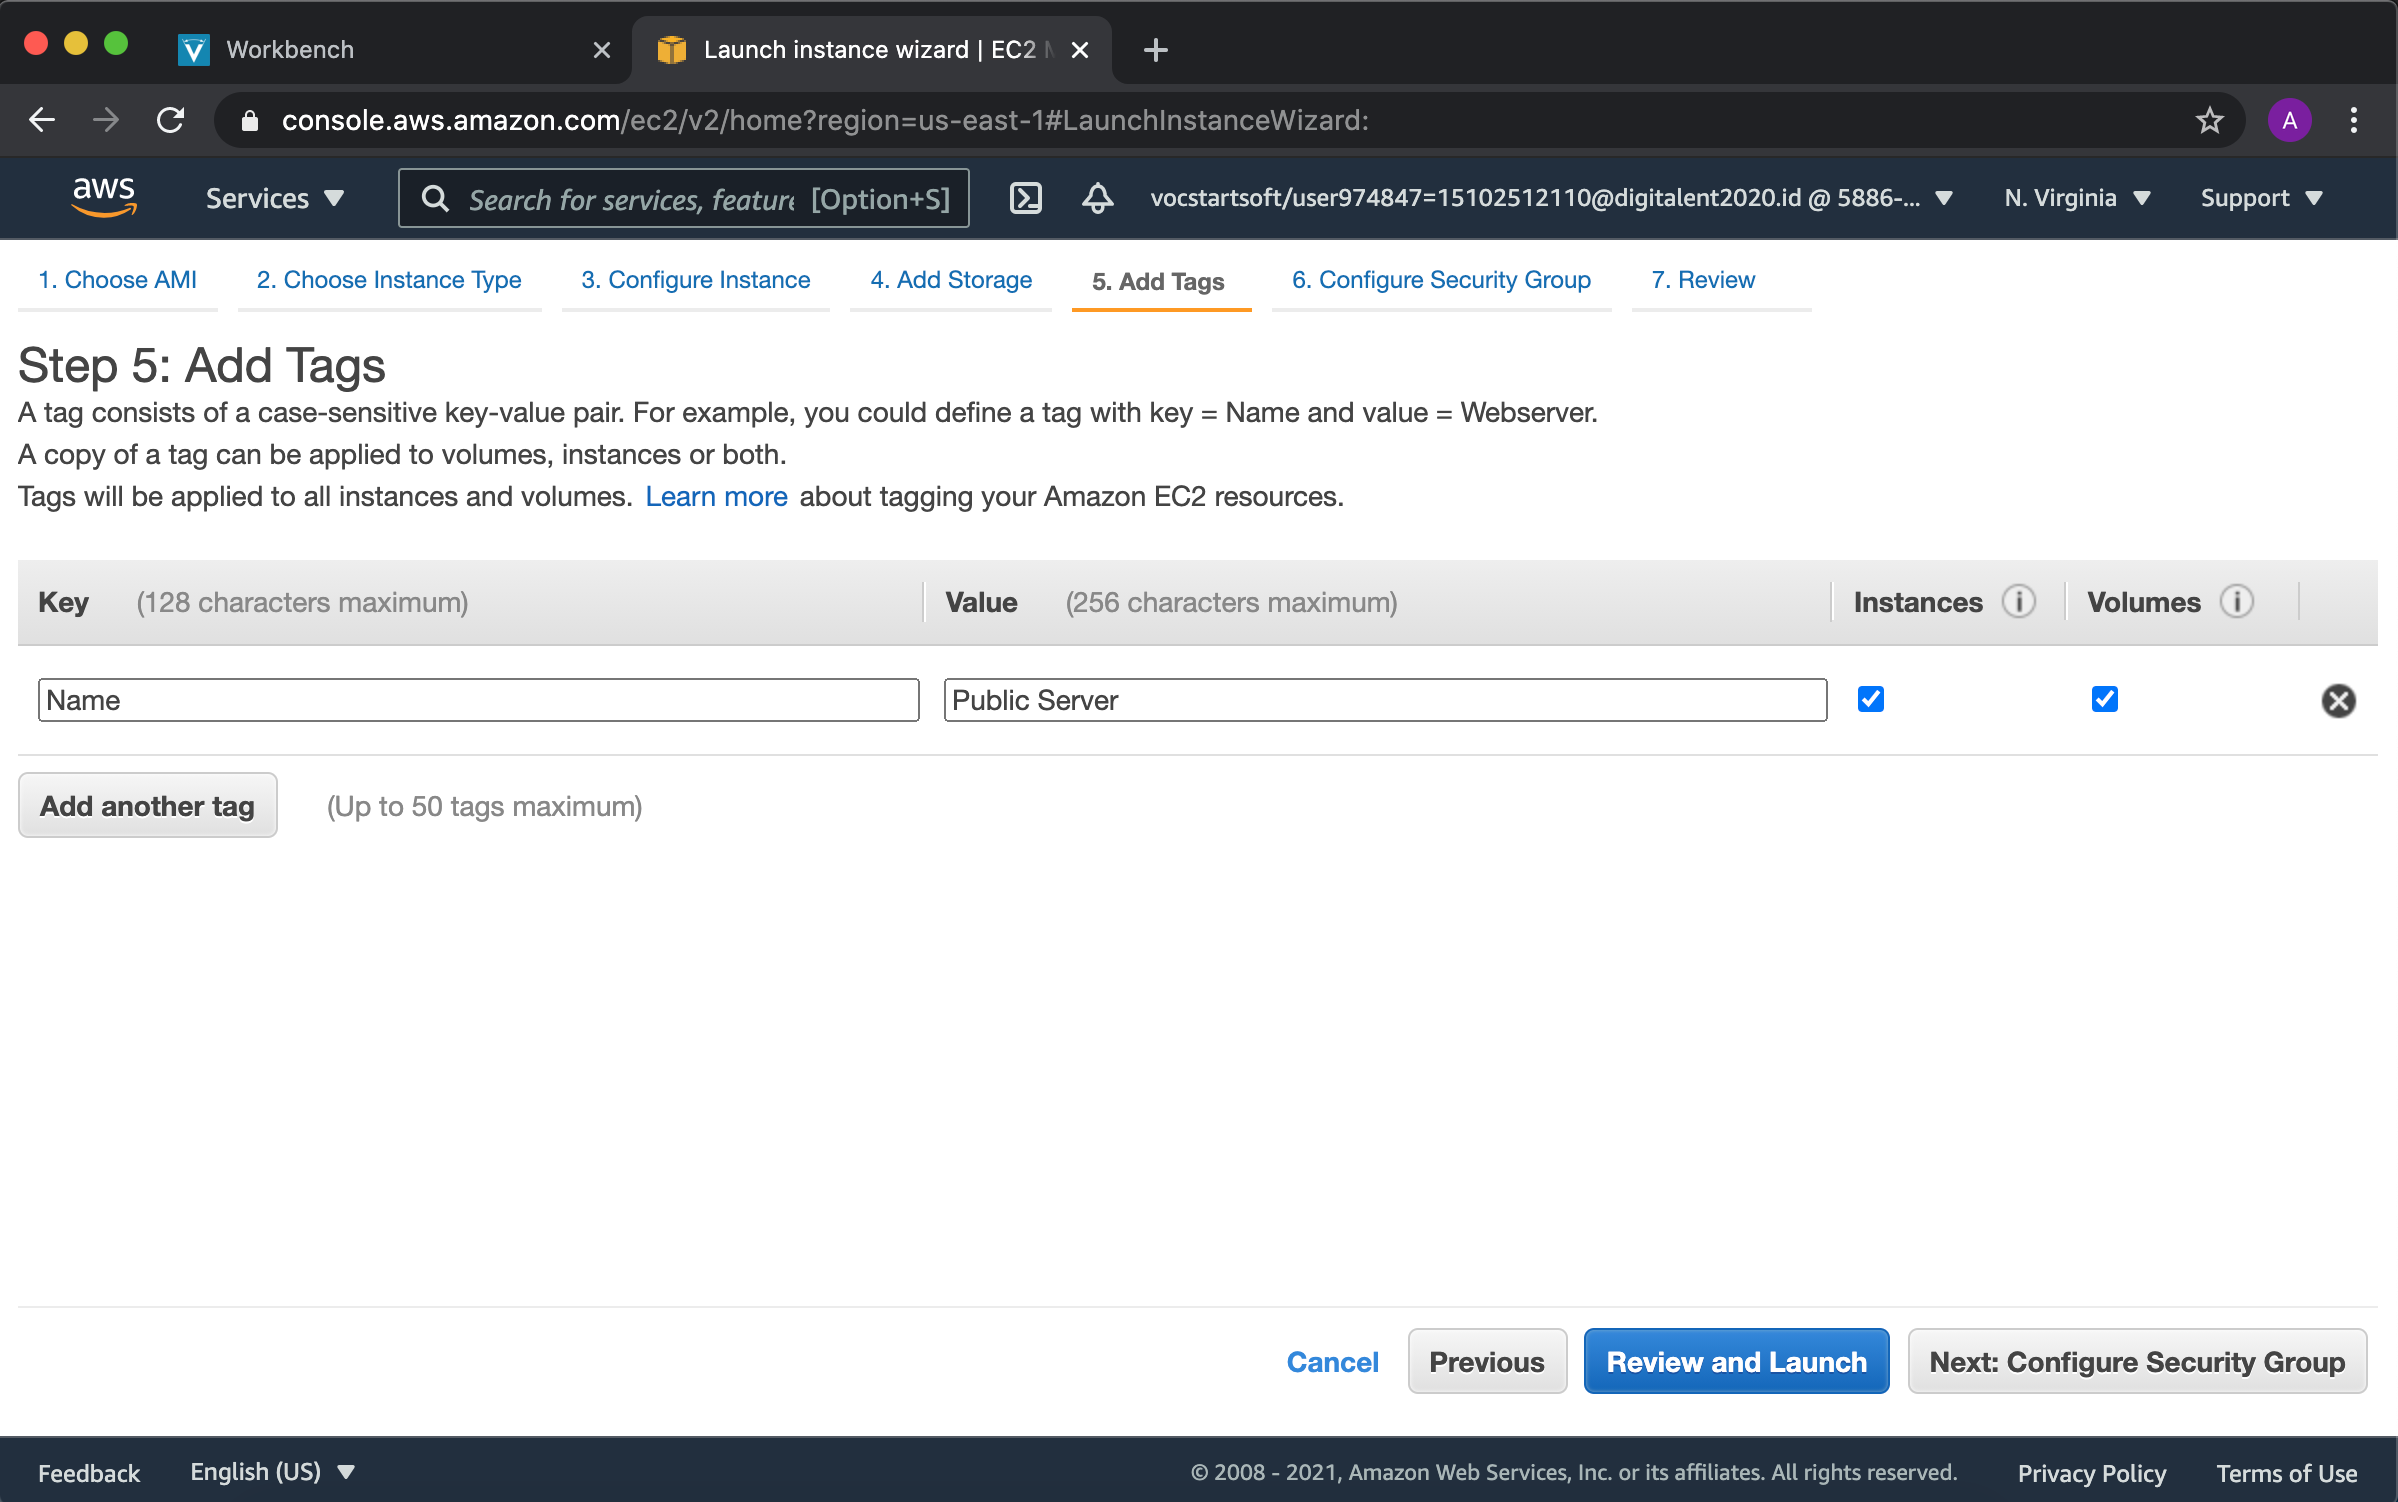 Workbench
Launch instance wizard | EC2 M
console.aws.amazon.com/ec2/v2/home?region=us-east-1#LaunchInstanceWizard:
A
aws
Services
Search for services, feature [Option+S]
vocstartsoft/user974847=15102512110@digitalent2020.id @ 5886-...
N. Virginia
Support
1. Choose AMI
2. Choose Instance Type
3. Configure Instance
4. Add Storage
5. Add Tags
6. Configure Security Group
7. Review
Step 5: Add Tags
A tag consists of a case-sensitive key-value pair. For example, you could define a tag with key = Name and value = Webserver.
A copy of a tag can be applied to volumes, instances or both.
Tags will be applied to all instances and volumes. Learn more about tagging your Amazon EC2 resources.
Key (128 characters maximum)
Value (256 characters maximum)
Instances i
Volumes i
Name
Public Server
Add another tag
(Up to 50 tags maximum)
Cancel
Previous
Review and Launch
Next: Configure Security Group
Feedback
English (US)
© 2008 - 2021, Amazon Web Services, Inc. or its affiliates. All rights reserved.
Privacy Policy
Terms of Use